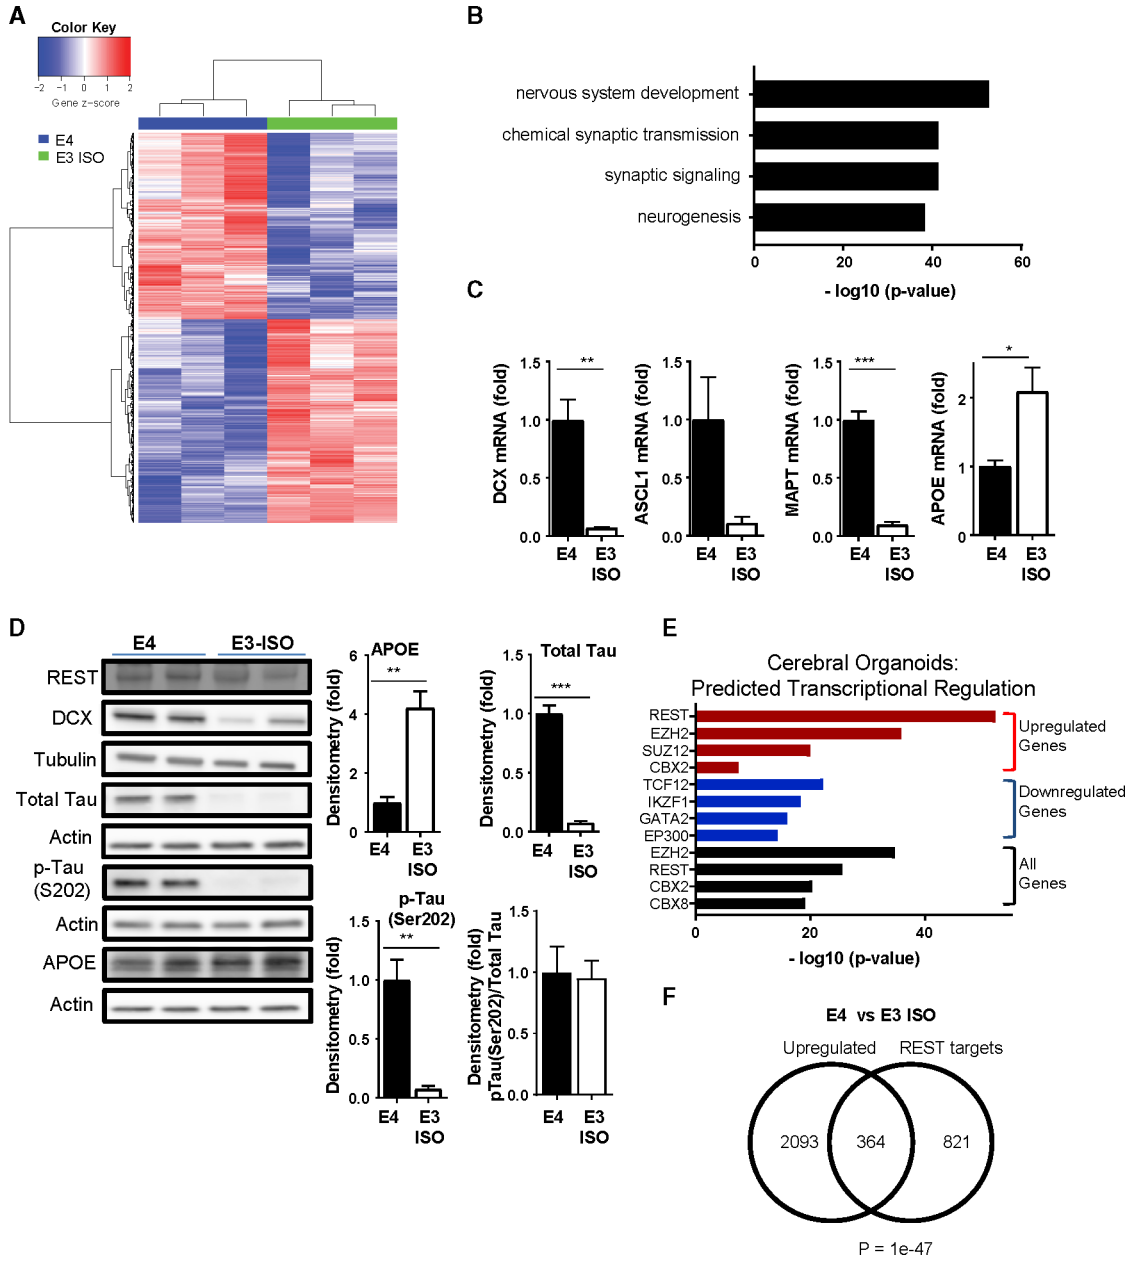 A
Color Key
−2 −1 0 1 2
Gene z−score
E4
E3 ISO
B
nervous system development
chemical synaptic transmission
synaptic signaling
neurogenesis
0 20 40 60
- log10 (p-value)
C
DCX mRNA (fold)
1.5
1.0
0.5
0.0
**
E4 E3
ISO
ASCL1 mRNA (fold)
1.5
1.0
0.5
0.0
E4 E3
ISO
MAPT mRNA (fold)
1.5
1.0
0.5
0.0
***
E4 E3
ISO
APOE mRNA (fold)
2
1
0
*
E4 E3
ISO
D
E4 E3-ISO
REST
DCX
Tubulin
Total Tau
Actin
p-Tau
(S202)
Actin
APOE
Actin
APOE
Densitometry (fold)
6
4
2
0
**
E4 E3
ISO
Total Tau
Densitometry (fold)
1.5
1.0
0.5
0.0
***
E4 E3
ISO
p-Tau
(Ser202)
Densitometry (fold)
1.5
1.0
0.5
0.0
**
E4 E3
ISO
Densitometry (fold)
pTau(Ser202)/Total Tau
1.5
1.0
0.5
0.0
E4 E3
ISO
E
Cerebral Organoids:
Predicted Transcriptional Regulation
REST
EZH2
SUZ12
CBX2
Upregulated
Genes
TCF12
IKZF1
GATA2
EP300
Downregulated
Genes
EZH2
REST
CBX2
CBX8
All
Genes
0 20 40
- log10 (p-value)
F
E4 vs E3 ISO
Upregulated REST targets
2093 364 821
P = 1e-47